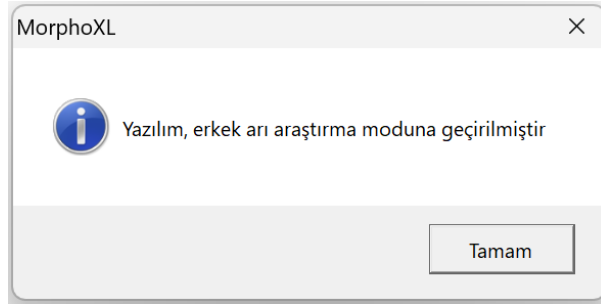 MorphoXL
Yazılım, erkek arı araştırma moduna geçirilmiştir
Tamam